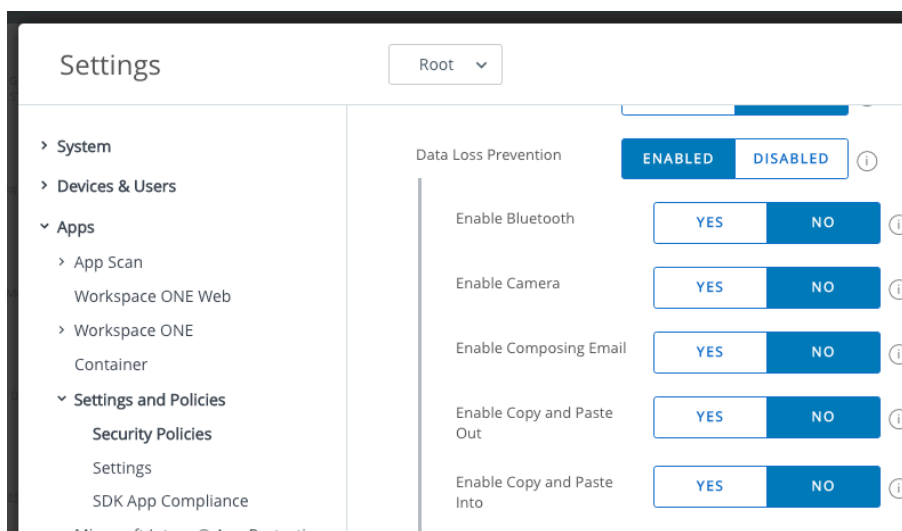 Settings
Root
System
Devices & Users
Apps
App Scan
Workspace ONE Web
Workspace ONE
Container
Settings and Policies
Security Policies
Settings
SDK App Compliance
Data Loss Prevention
ENABLED
DISABLED
Enable Bluetooth
YES
NO
Enable Camera
YES
NO
Enable Composing Email
YES
NO
Enable Copy and Paste
Out
YES
NO
Enable Copy and Paste
Into
YES
NO